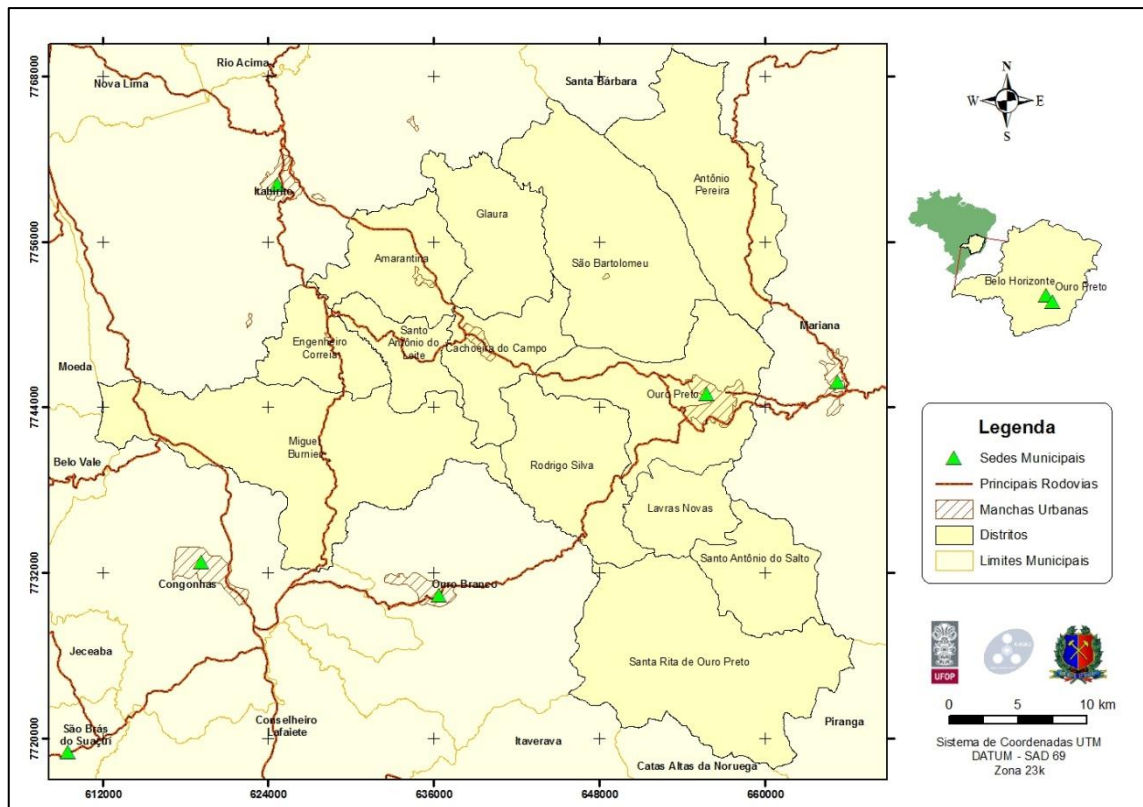 Rio Acima
Nova Lima
Santa Bárbara
Itabirito
Antônio
Pereira
Glaura
Amarantina
São Bartolomeu
Engenheiro
Correia
Santo
Antônio do
Leite
Cachoeira do Campo
Mariana
Moeda
Ouro Preto
Miguel
Burnier
Belo Vale
Rodrigo Silva
Lavras Novas
Santo Antônio do Salto
Congonhas
Ouro Branco
Jeceaba
Santa Rita de Ouro Preto
São Brás
do Suaçuí
Conselheiro
Lafaiete
Itaverava
Piranga
Catas Altas da Noruega
7768000
7756000
7744000
7732000
7720000
612000
624000
636000
648000
660000
N
W
E
S
Belo Horizonte
Ouro Preto
Legenda
Sedes Municipais
Principais Rodovias
Manchas Urbanas
Distritos
Limites Municipais
UFOP
0 5 10 km
Sistema de Coordenadas UTM
DATUM - SAD 69
Zona 23k